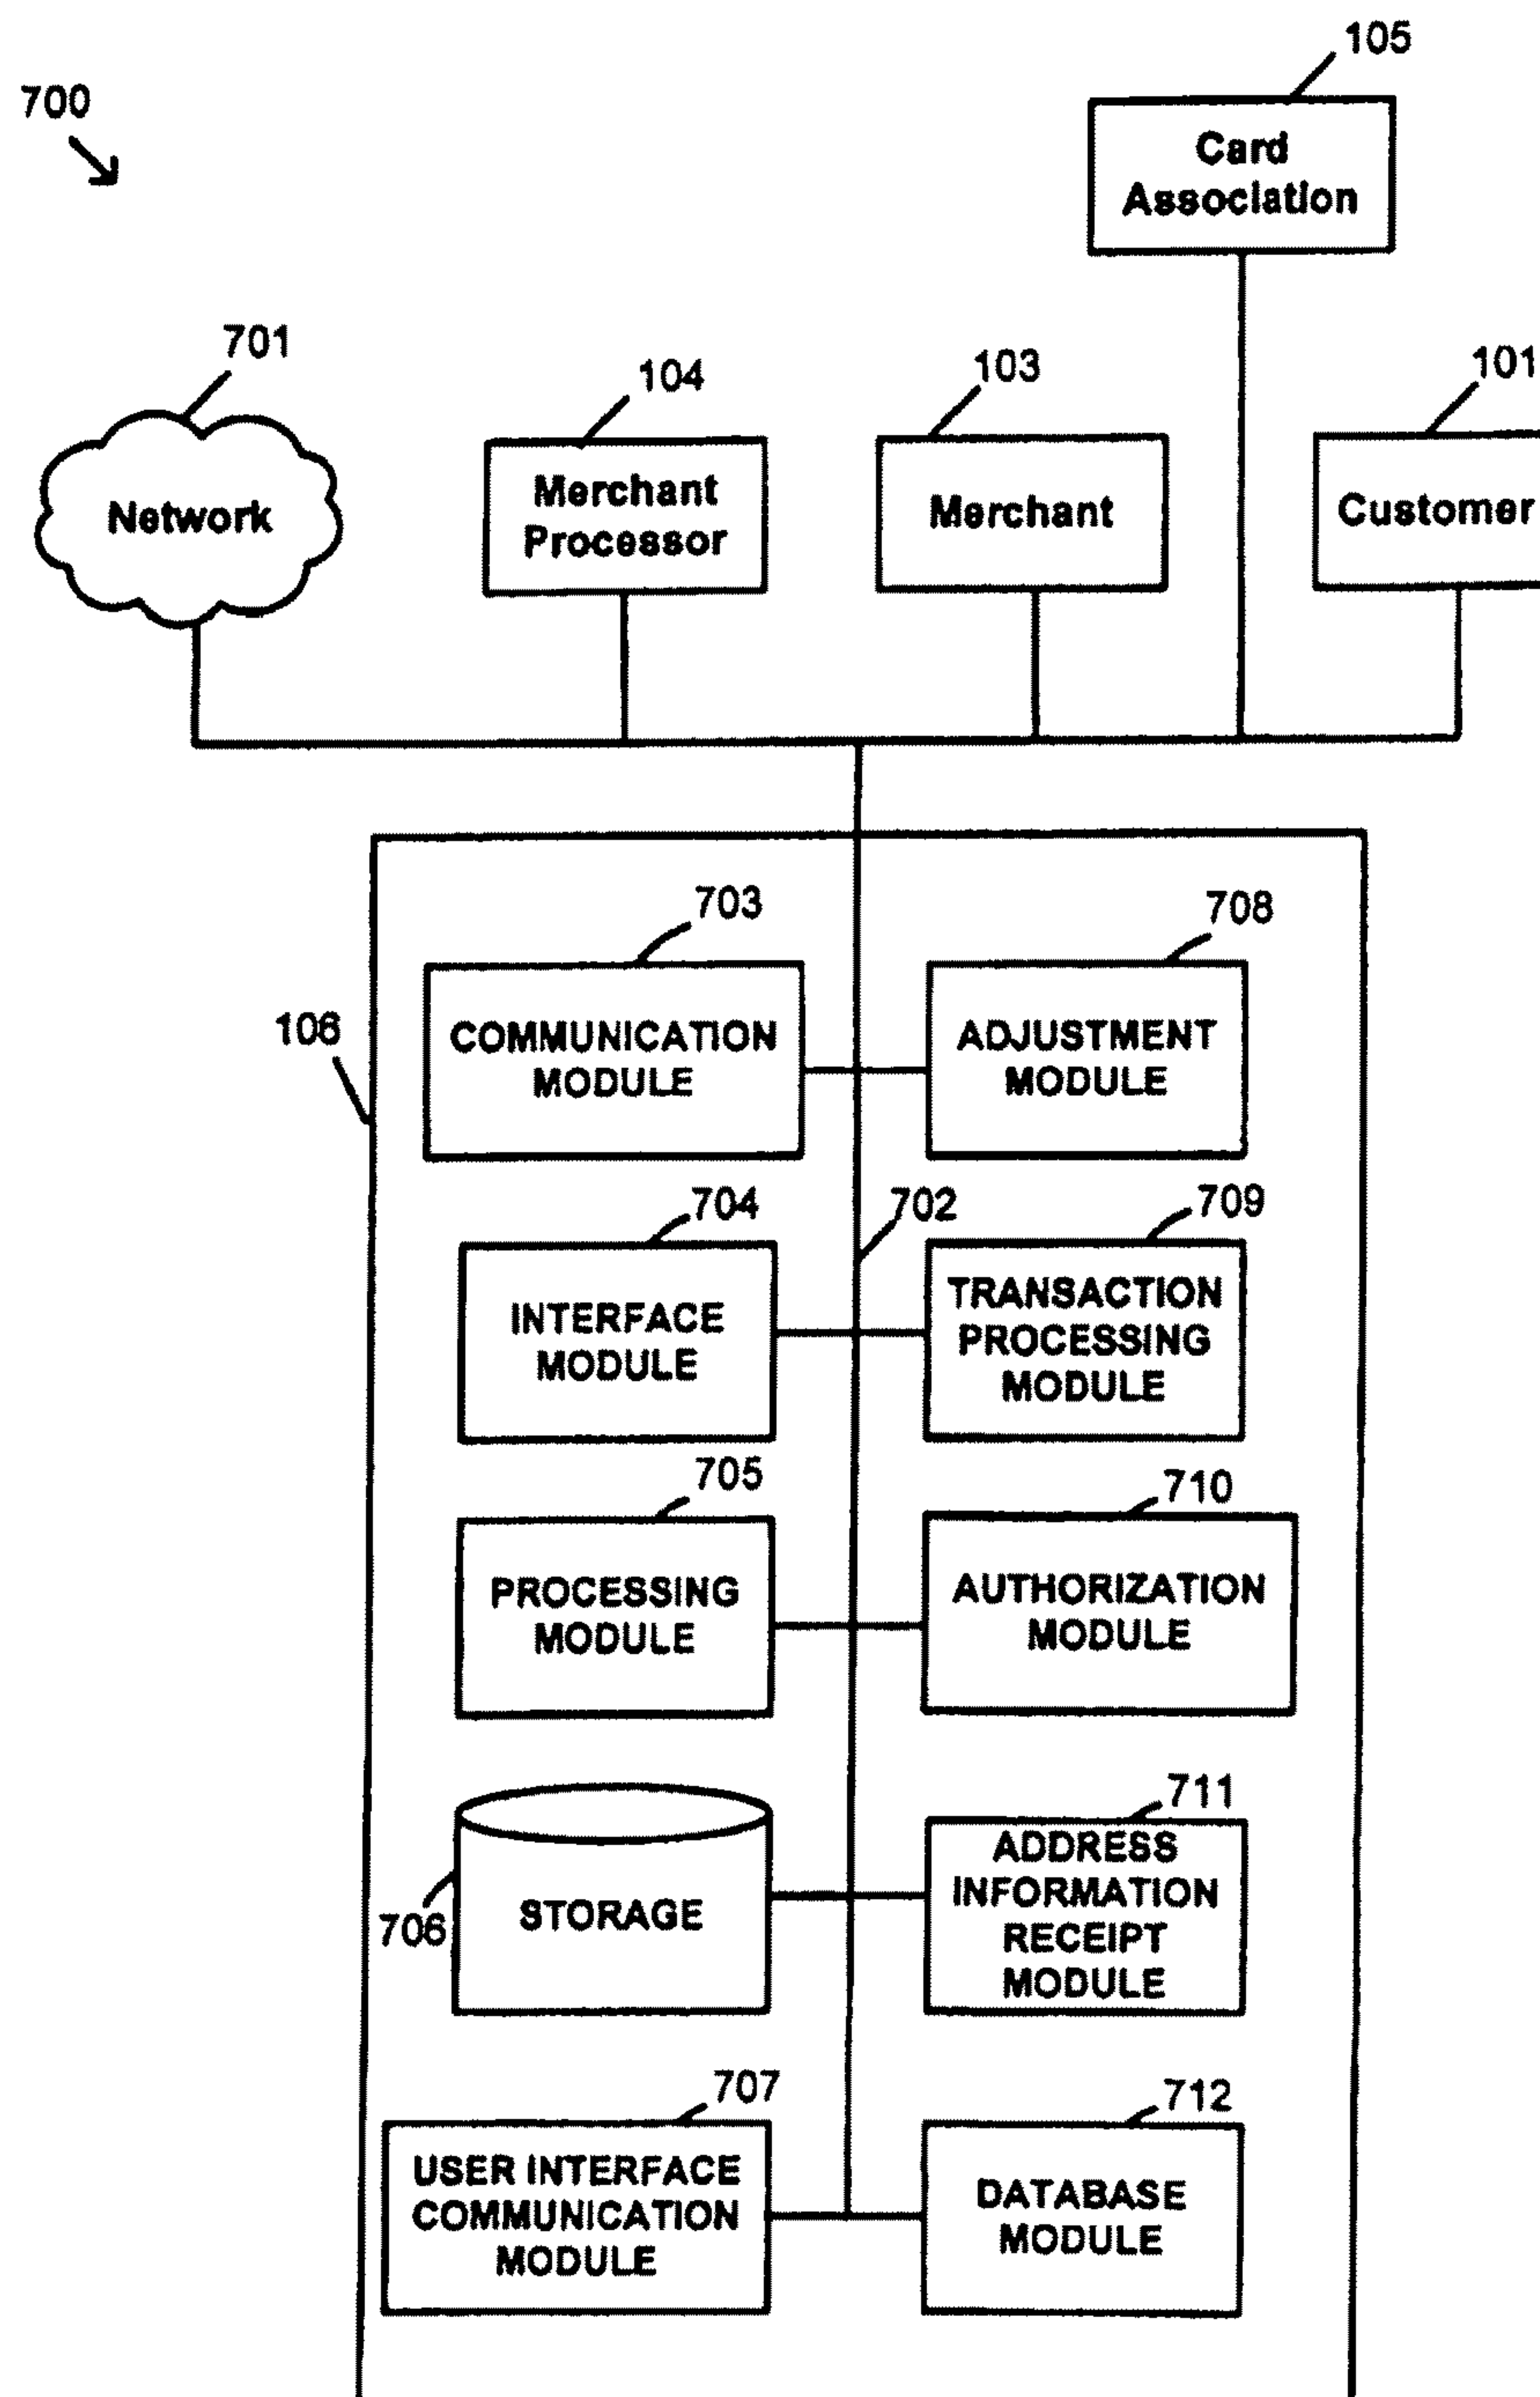 105
700
Card
Association
701
104
103
101
Network
Merchant
Processor
Merchant
Customer
703
708
106
COMMUNICATION
MODULE
ADJUSTMENT
MODULE
704
702
709
INTERFACE
MODULE
TRANSACTION
PROCESSING
MODULE
705
710
PROCESSING
MODULE
AUTHORIZATION
MODULE
711
706
STORAGE
ADDRESS
INFORMATION
RECEIPT
MODULE
707
712
USER INTERFACE
COMMUNICATION
MODULE
DATABASE
MODULE